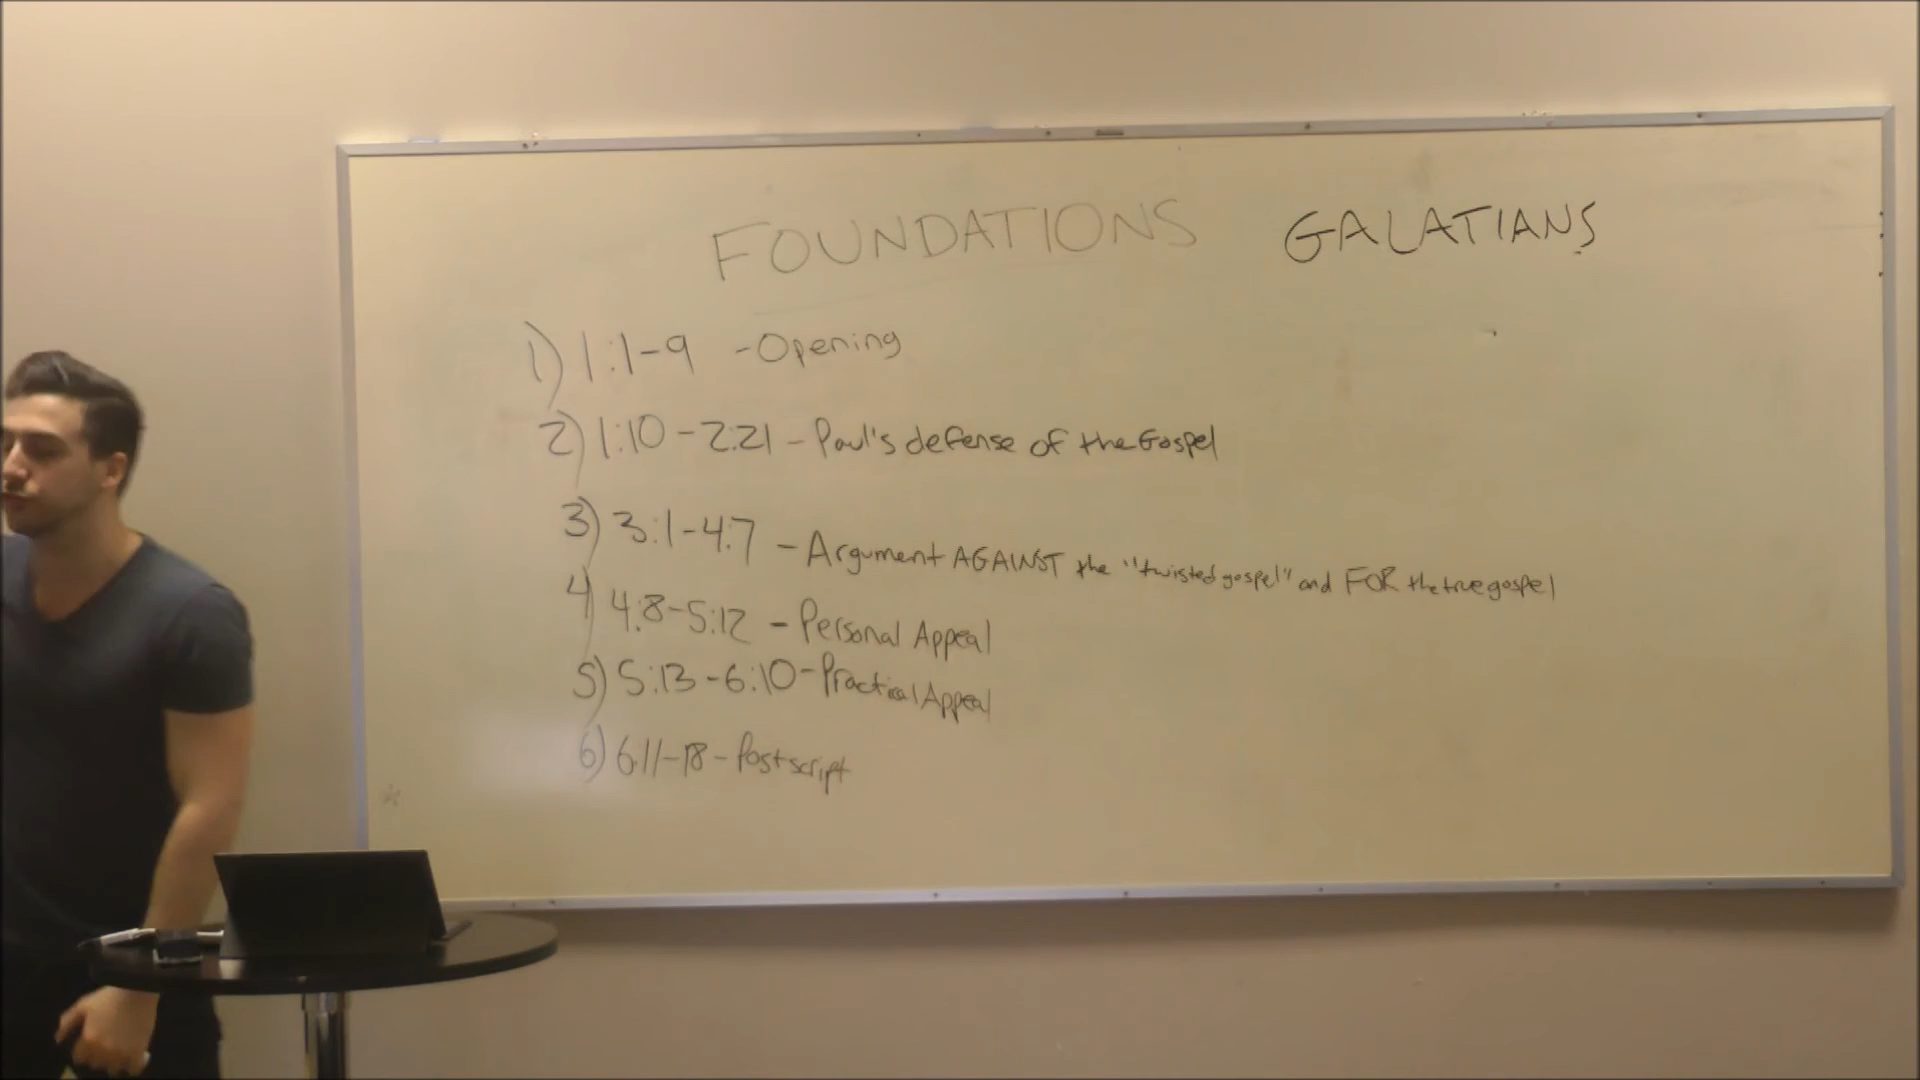 FOUNDATIONS GALATIANS
1) 1:1-9 - Opening
2) 1:10 - 2:21 - Paul's defense of the Gospel
3) 3:1-4:7 - Argument AGAINST the "twisted gospel" and FOR the true gospel
4) 4:8-5:12 - Personal Appeal
5) 5:13-6:10 - Practical Appeal
6) 6:11-18 - Postscript